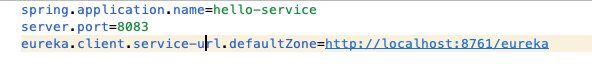 spring.application.name=hello-service
server.port=8083
eureka.client.service-url.defaultZone=http://localhost:8761/eureka